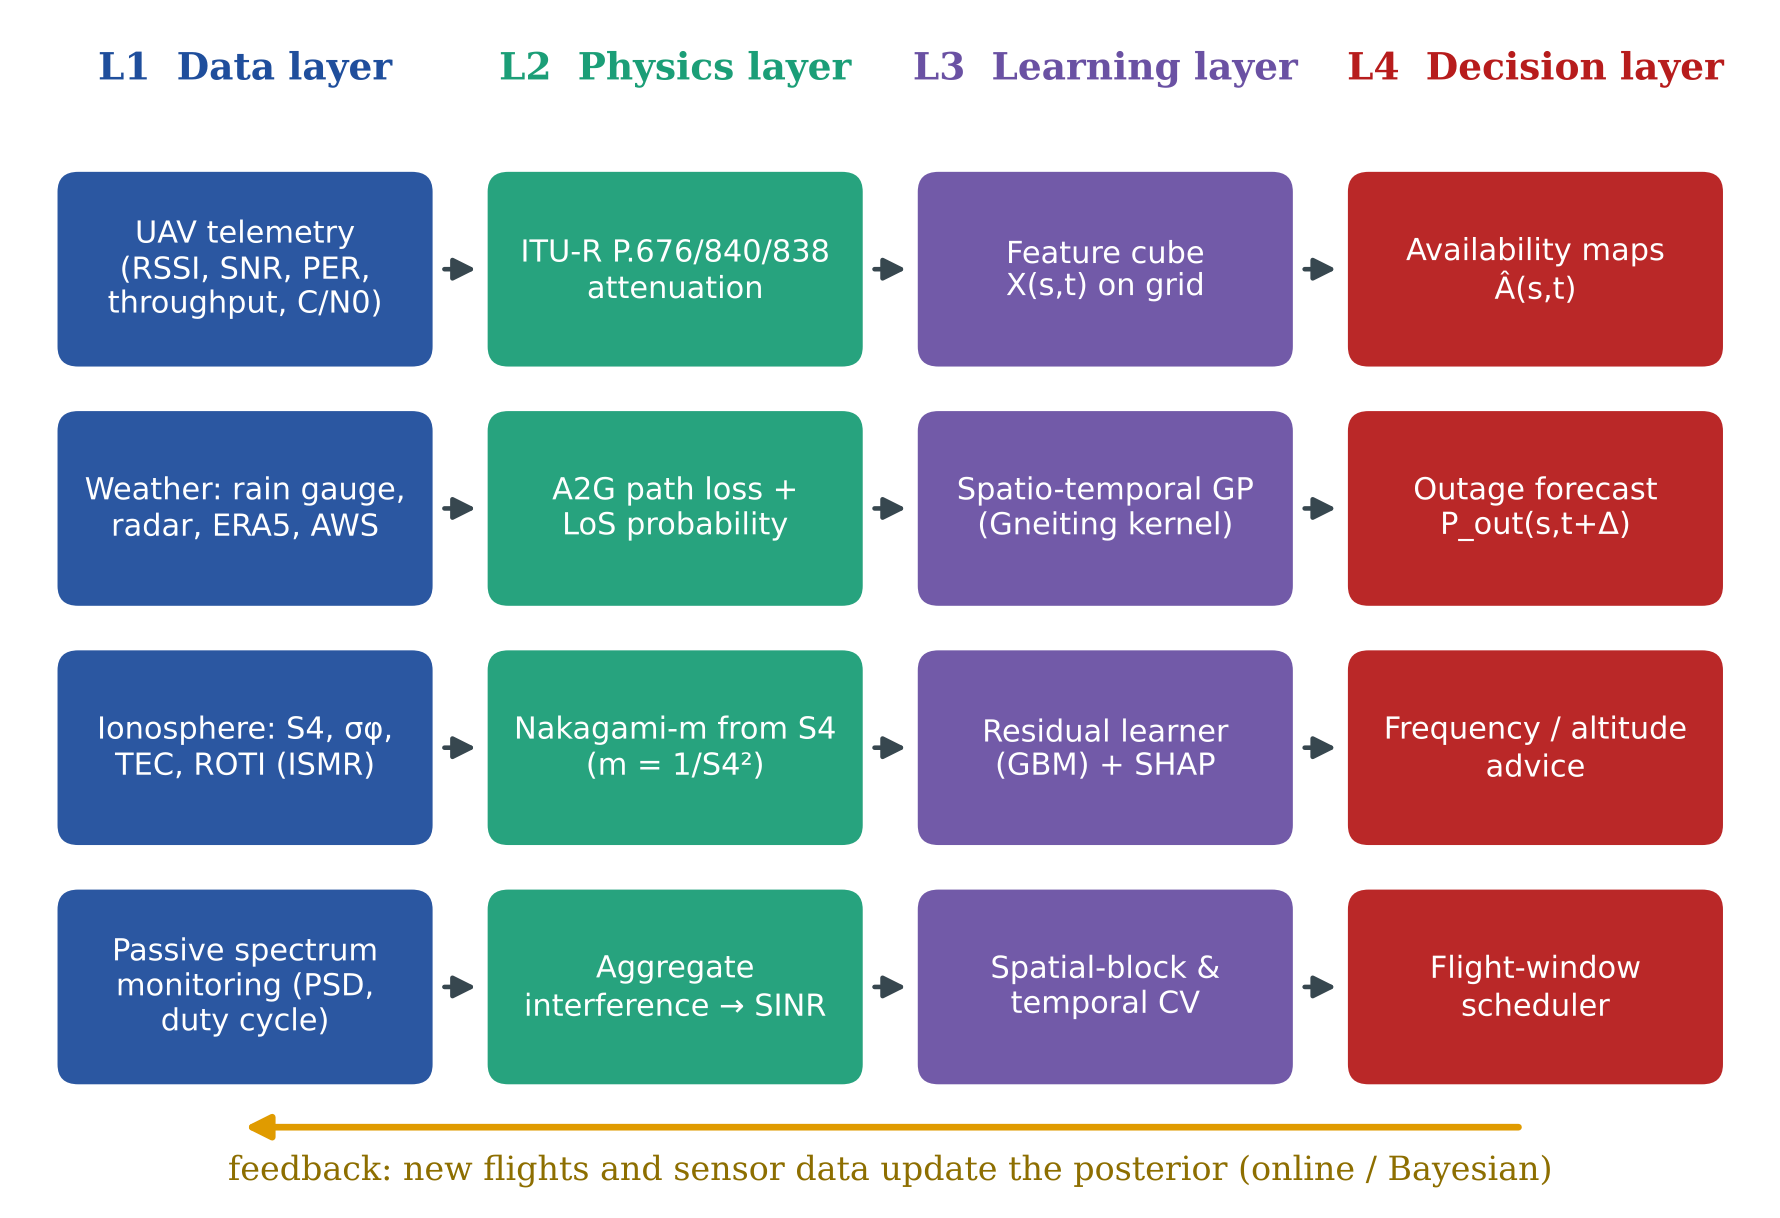 L1  Data layer
L2  Physics layer
L3  Learning layer
L4  Decision layer
UAV telemetry
(RSSI, SNR, PER,
throughput, C/N0)
ITU-R P.676/840/838
attenuation
Feature cube
X(s,t) on grid
Availability maps
Â(s,t)
Weather: rain gauge,
radar, ERA5, AWS
A2G path loss +
LoS probability
Spatio-temporal GP
(Gneiting kernel)
Outage forecast
P_out(s,t+Δ)
Ionosphere: S4, σφ,
TEC, ROTI (ISMR)
Nakagami-m from S4
(m = 1/S4²)
Residual learner
(GBM) + SHAP
Frequency / altitude
advice
Passive spectrum
monitoring (PSD,
duty cycle)
Aggregate
interference → SINR
Spatial-block &
temporal CV
Flight-window
scheduler
feedback: new flights and sensor data update the posterior (online / Bayesian)